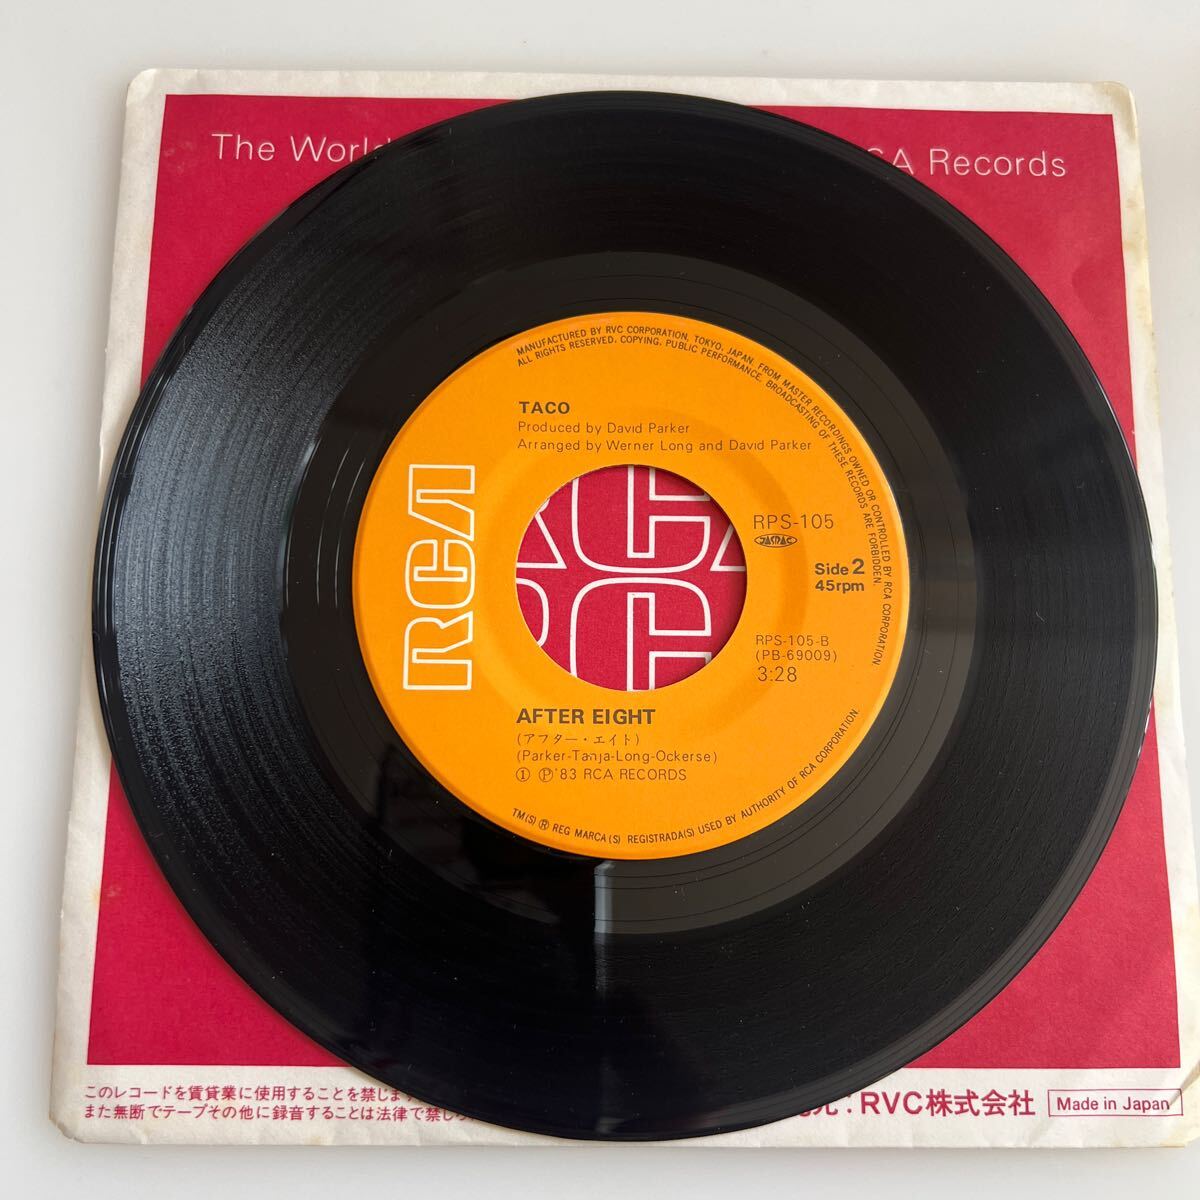 The World
CA Records
MANUFACTURED BY RVC CORPORATION, TOKYO, JAPAN, FROM MASTER RECORDINGS OWNED OR CONTROLLED BY RCA CORPORATION
ALL RIGHTS RESERVED. COPYING, PUBLIC PERFORMANCE, BROADCASTING OF THESE RECORDS ARE FORBIDDEN.
TACO
Produced by David Parker
Arranged by Werner Long and David Parker
RCA
RPS-105
JASRAC
Side 2
45rpm
RPS-105-B
(PB-69009)
3:28
AFTER EIGHT
(アフター・エイト)
(Parker-Tanja-Long-Ockerse)
① Ⓟ'83 RCA RECORDS
TM(S) ® REG MARCA(S) REGISTRADA(S) USED BY AUTHORITY OF RCA CORPORATION.
このレコードを賃貸業に使用することを禁じま
また無断でテープその他に録音することは法律で禁じ
元:RVC株式会社
Made in Japan